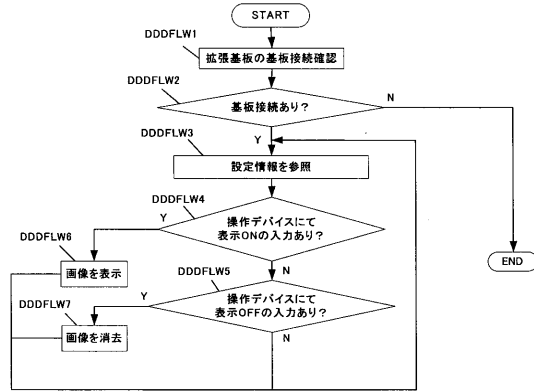 START
DDDFLW1
拡張基板の基板接続確認
DDDFLW2
基板接続あり?
N
Y
DDDFLW3
設定情報を参照
DDDFLW4
操作デバイスにて
表示ONの入力あり?
Y
DDDFLW6
画像を表示
END
N
DDDFLW5
操作デバイスにて
表示OFFの入力あり?
Y
DDDFLW7
画像を消去
N